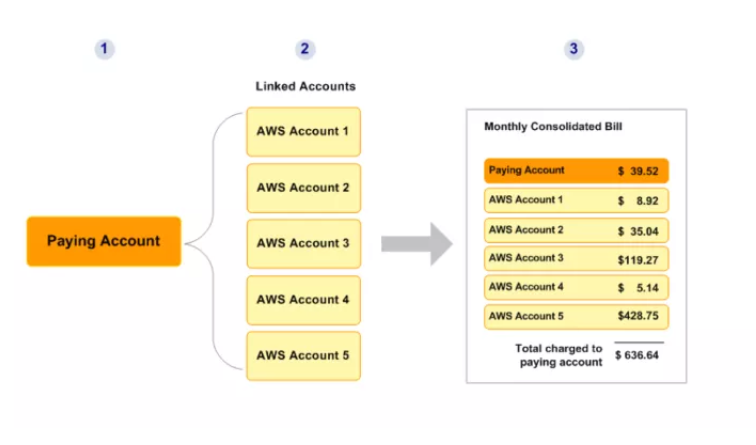 1
2
3
Linked Accounts
Paying Account
AWS Account 1
AWS Account 2
AWS Account 3
AWS Account 4
AWS Account 5
Monthly Consolidated Bill
Paying Account $ 39.52
AWS Account 1 $ 8.92
AWS Account 2 $ 35.04
AWS Account 3 $119.27
AWS Account 4 $ 5.14
AWS Account 5 $428.75
Total charged to
paying account $ 636.64